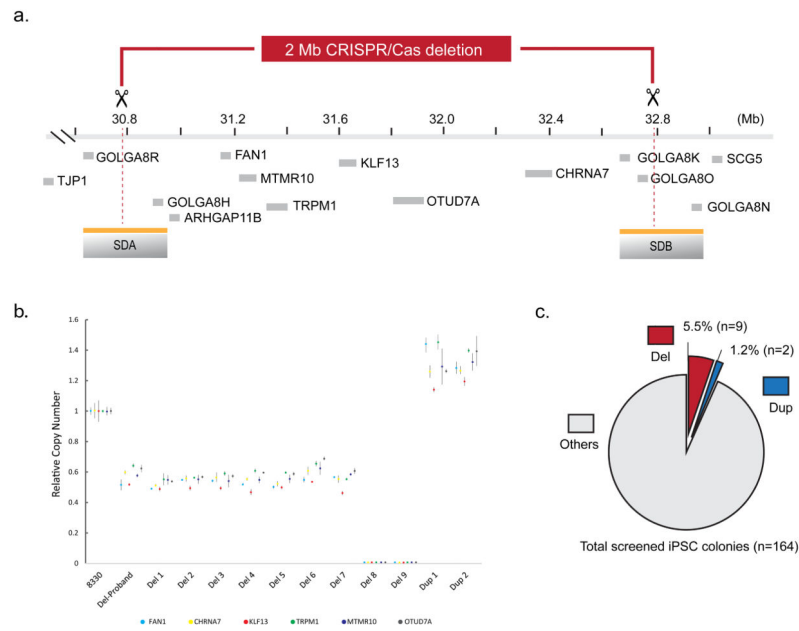 a.
2 Mb CRISPR/Cas deletion
30.8 31.2 31.6 32.0 32.4 32.8 (Mb)
GOLGA8R FAN1 KLF13 GOLGA8K SCG5
TJP1 MTMR10 CHRNA7 GOLGA8O
GOLGA8H TRPM1 OTUD7A GOLGA8N
ARHGAP11B
SDA SDB
b.
Relative Copy Number
1.6
1.4
1.2
1
0.8
0.6
0.4
0.2
0
8330 Del-Proband Del 1 Del 2 Del 3 Del 4 Del 5 Del 6 Del 7 Del 8 Del 9 Dup 1 Dup 2
FAN1 CHRNA7 KLF13 TRPM1 MTMR10 OTUD7A
c.
5.5% (n=9)
Del
1.2% (n=2)
Dup
Others
Total screened iPSC colonies (n=164)